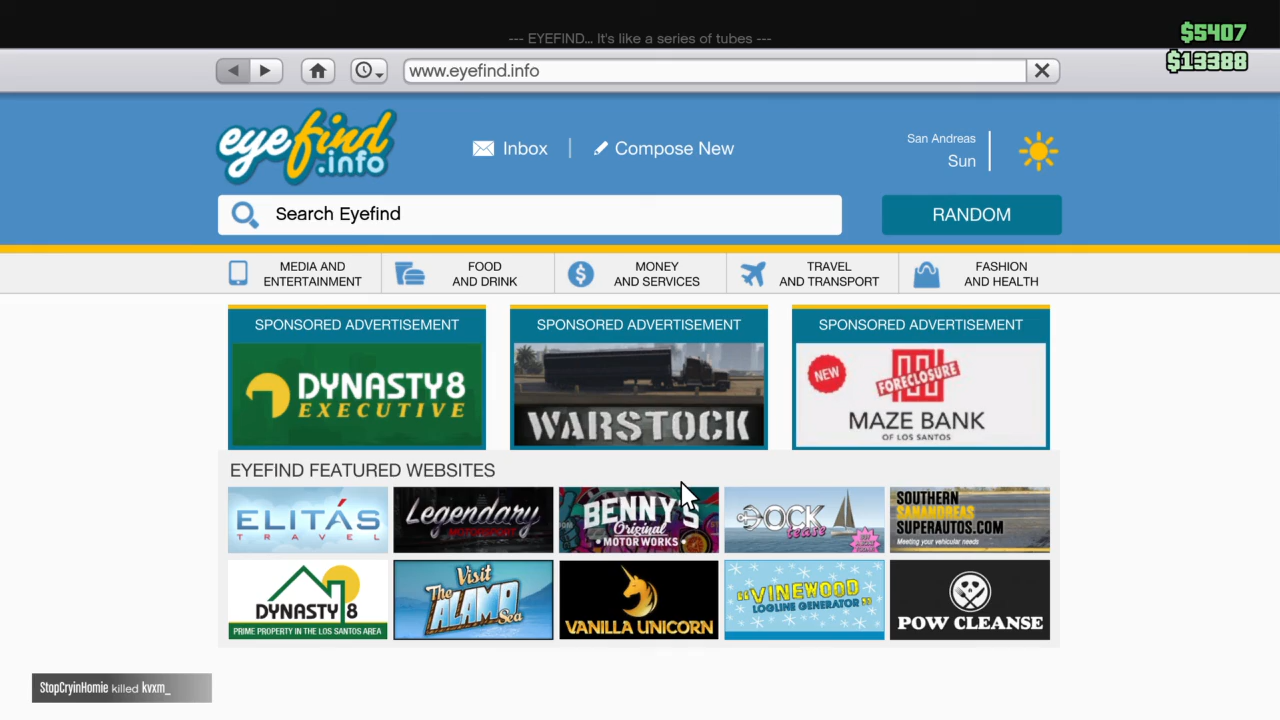 --- EYEFIND... It's like a series of tubes ---
$5407
$13388
www.eyefind.info
eyefind
.info
Inbox
Compose New
San Andreas
Sun
Search Eyefind
RANDOM
MEDIA AND
ENTERTAINMENT
FOOD
AND DRINK
MONEY
AND SERVICES
TRAVEL
AND TRANSPORT
FASHION
AND HEALTH
SPONSORED ADVERTISEMENT
DYNASTY8
EXECUTIVE
SPONSORED ADVERTISEMENT
WARSTOCK
SPONSORED ADVERTISEMENT
NEW
FORECLOSURE
MAZE BANK
OF LOS SANTOS
EYEFIND FEATURED WEBSITES
ELITÁS
TRAVEL
Legendary
MOTORSPORT
BENNY'S
Original
MOTOR WORKS
DOCK
tease
SOUTHERN
SANANDREAS
SUPERAUTOS.COM
Meeting your vehicular needs
DYNASTY 8
PRIME PROPERTY IN THE LOS SANTOS AREA
Visit
The
ALAMO
Sea
VANILLA UNICORN
"VINEWOOD
LOGLINE GENERATOR"
POW CLEANSE
StopCryinHomie killed kvxm_